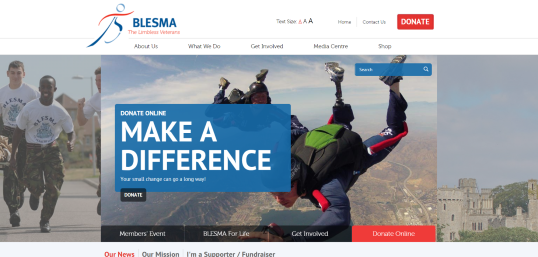 BLESMA
The Limbless Veterans
Text Size: A A A
Home
Contact Us
DONATE
About Us
What We Do
Get Involved
Media Centre
Shop
Search
BLESMA
BLESMA
DONATE ONLINE
MAKE A
DIFFERENCE
Your small change can go a long way!
DONATE
Members' Event
BLESMA For Life
Get Involved
Donate Online
Our News
Our Mission
I'm a Supporter / Fundraiser